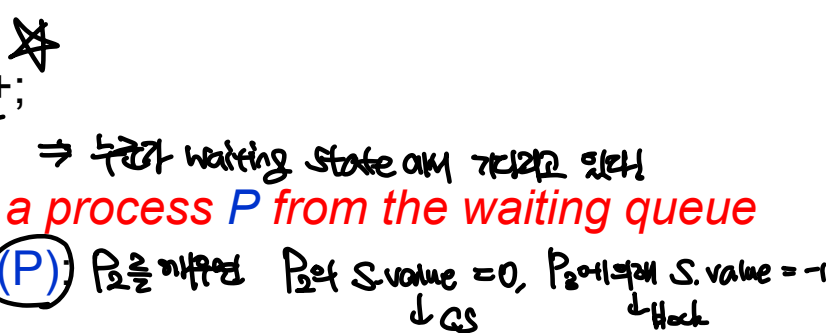 ;
⇒ 누군가 waiting state에서 기다리고 있다!
a process P from the waiting queue
(P); P₂를 깨우면 P₂의 S.value = 0, P₃에의해 S.value = -1
↓ CS ↓ block